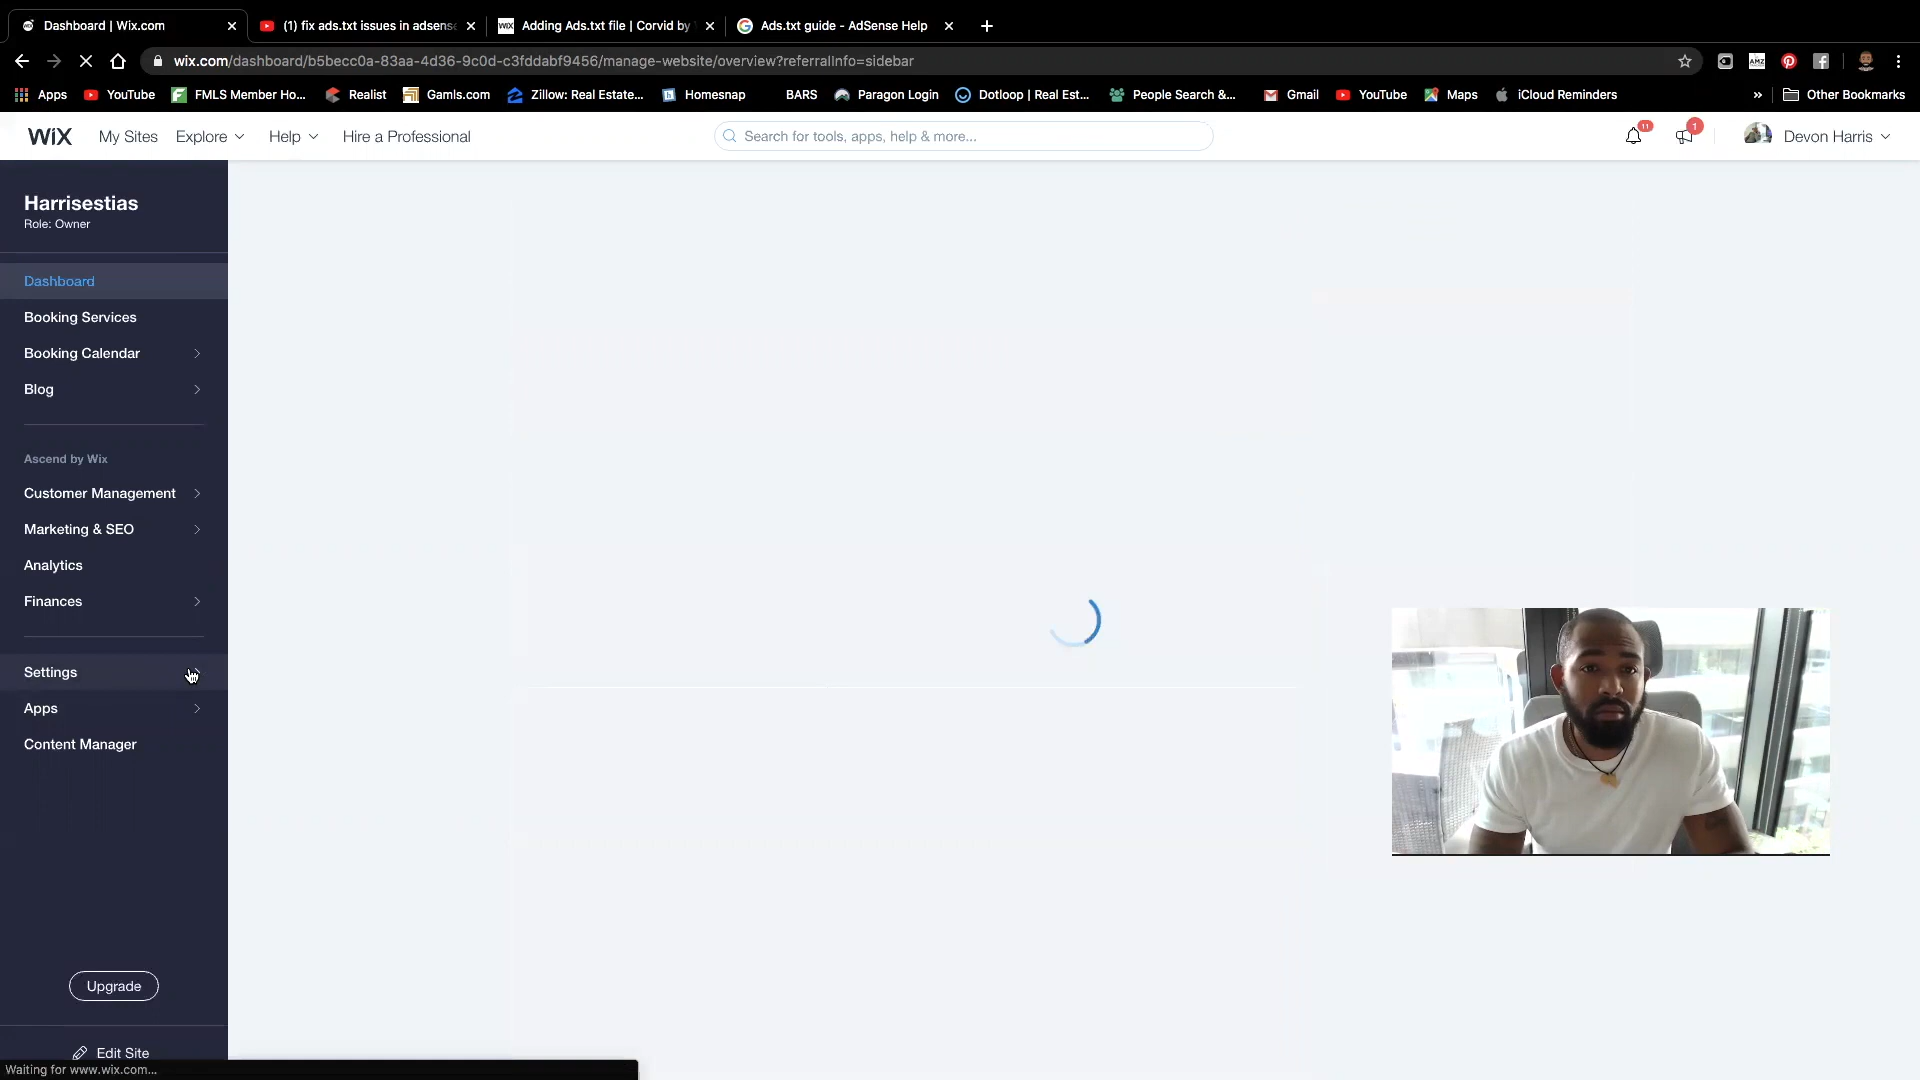 Dashboard | Wix.com
(1) fix ads.txt issues in adsense
Adding Ads.txt file | Corvid by
Ads.txt guide - AdSense Help
wix.com/dashboard/b5becc0a-83aa-4d36-9c0d-c3fddabf9456/manage-website/overview?referralInfo=sidebar
AMZ
Apps
YouTube
FMLS Member Ho...
Realist
Gamls.com
Zillow: Real Estate...
Homesnap
BARS
Paragon Login
Dotloop | Real Est...
People Search &...
Gmail
YouTube
Maps
iCloud Reminders
Other Bookmarks
WiX
My Sites
Explore
Help
Hire a Professional
Search for tools, apps, help & more...
11
1
Devon Harris
Harrisestias
Role: Owner
Dashboard
Booking Services
Booking Calendar
Blog
Ascend by Wix
Customer Management
Marketing & SEO
Analytics
Finances
Settings
Apps
Content Manager
Upgrade
Edit Site
Waiting for www.wix.com...